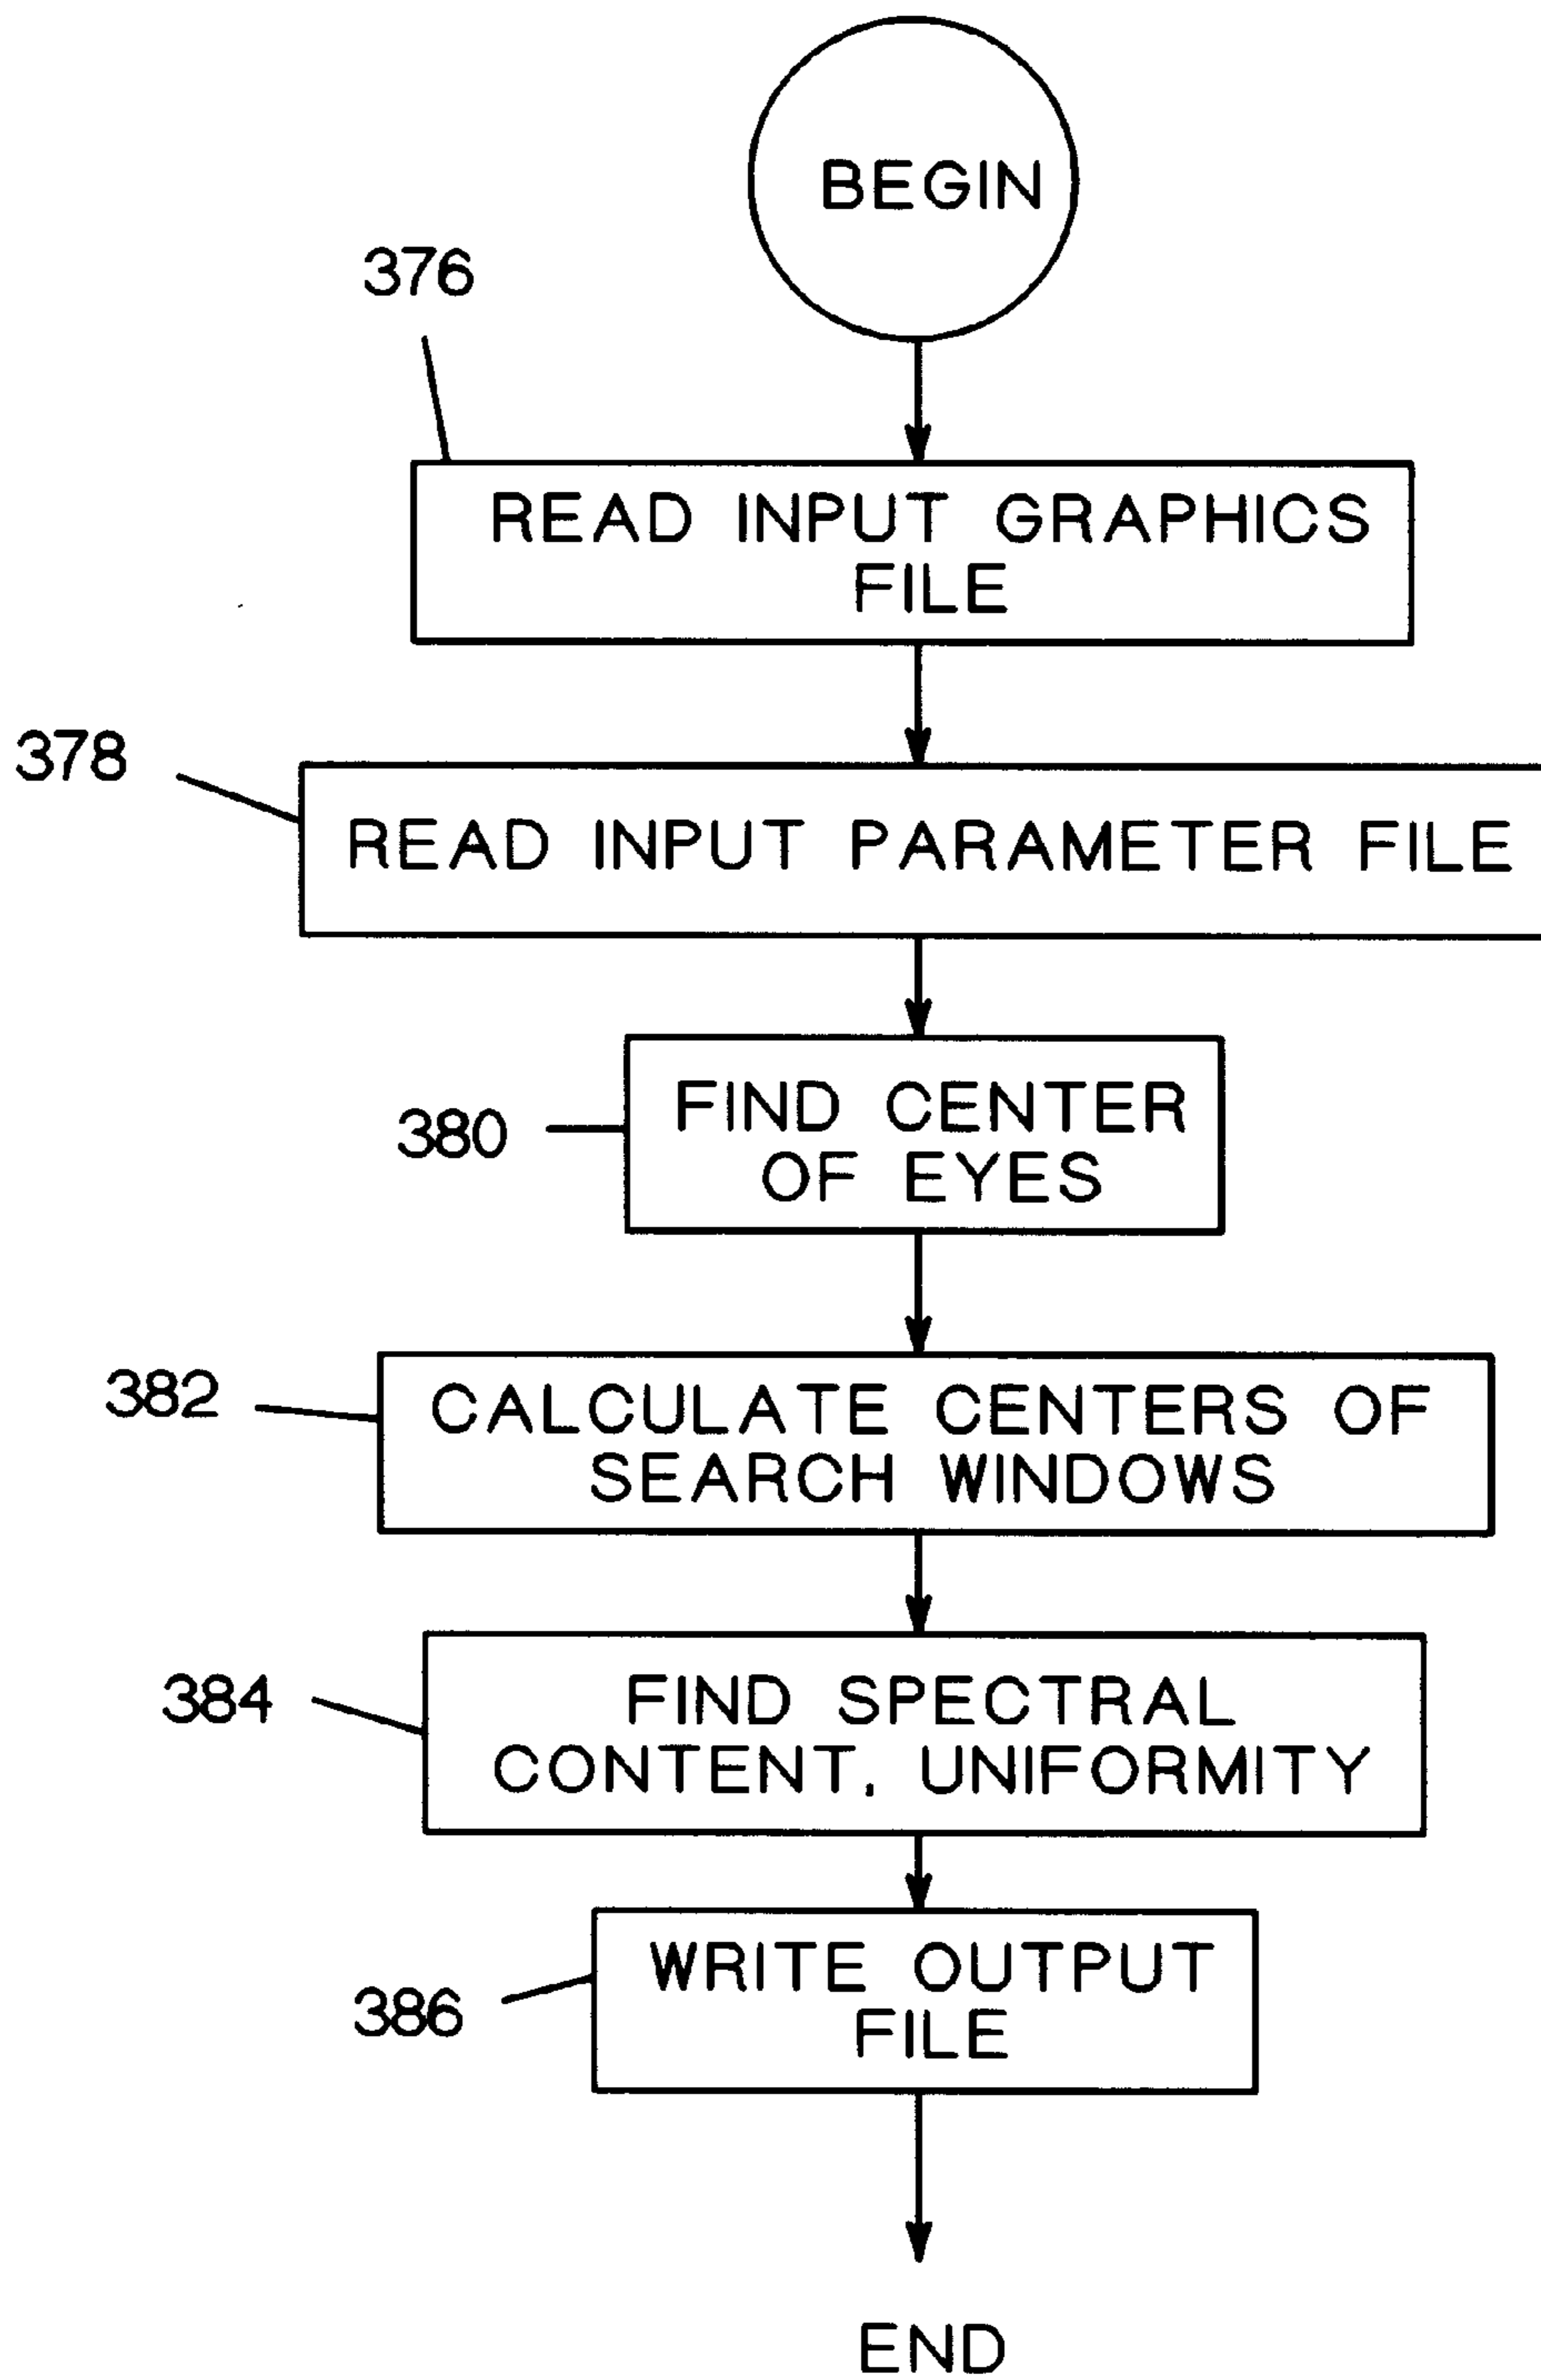 BEGIN
376
READ INPUT GRAPHICS
FILE
378
READ INPUT PARAMETER FILE
380
FIND CENTER
OF EYES
382
CALCULATE CENTERS OF
SEARCH WINDOWS
384
FIND SPECTRAL
CONTENT, UNIFORMITY
386
WRITE OUTPUT
FILE
END